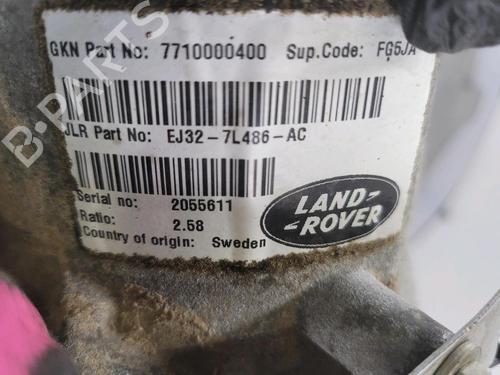 GKN Part No: 7710000400 Sup.Code: FG5JA
JLR Part No: EJ32-7L486-AC
Serial no: 2055611
Ratio: 2.58
Country of origin: Sweden
LAND-
-ROVER
B-PARTS